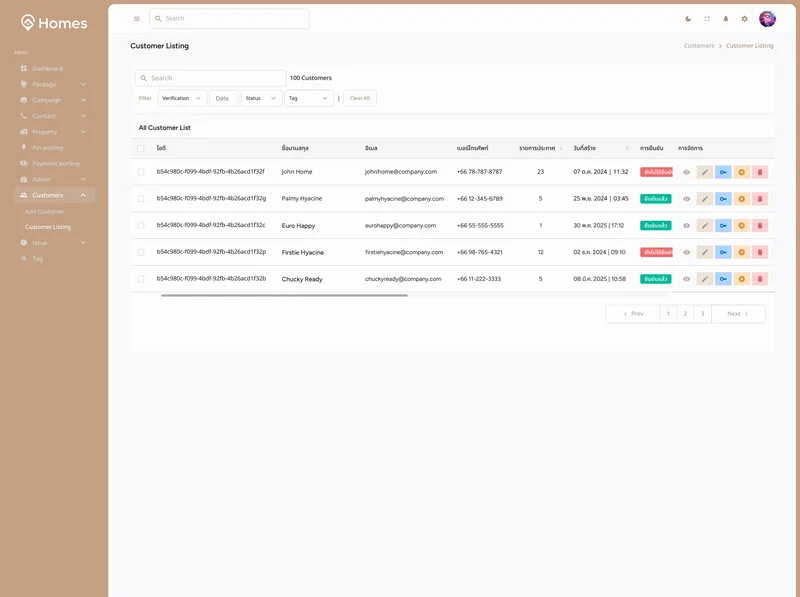 Homes
Search
MENU
Dashboard
Package
Campaign
Contact
Property
Pin porting
Payment porting
Admin
Customers
Add Customer
Customer Listing
Issue
Tag
Customer Listing
Customers > Customer Listing
Search
100 Customers
Filter
Verification
Date
Status
Tag
|
Clear All
All Customer List
ไอดี ชื่อนามสกุล อีเมล เบอร์โทรศัพท์ รายการประกาศ วันที่สร้าง การยืนยัน การจัดการ
b54c980c-f099-4bdf-92fb-4b26acd1f32f John Home johnhome@company.com +66 78-787-8787 23 07 ต.ค. 2024 | 11:32
b54c980c-f099-4bdf-92fb-4b26acd1f32g Palmy Hyacine palmyhyacine@company.com +66 12-345-6789 5 25 พ.ย. 2024 | 03:45 ยืนยันแล้ว
b54c980c-f099-4bdf-92fb-4b26acd1f32c Euro Happy eurohappy@company.com +66 55-555-5555 1 30 พ.ค. 2025 | 17:12 ยืนยันแล้ว
b54c980c-f099-4bdf-92fb-4b26acd1f32p Firstie Hyacine firstiehyacine@company.com +66 98-765-4321 12 02 ธ.ค. 2024 | 09:10
b54c980c-f099-4bdf-92fb-4b26acd1f32b Chucky Ready chuckyready@company.com +66 11-222-3333 5 08 มี.ค. 2025 | 10:58 ยืนยันแล้ว
< Prev 1 2 3 Next >